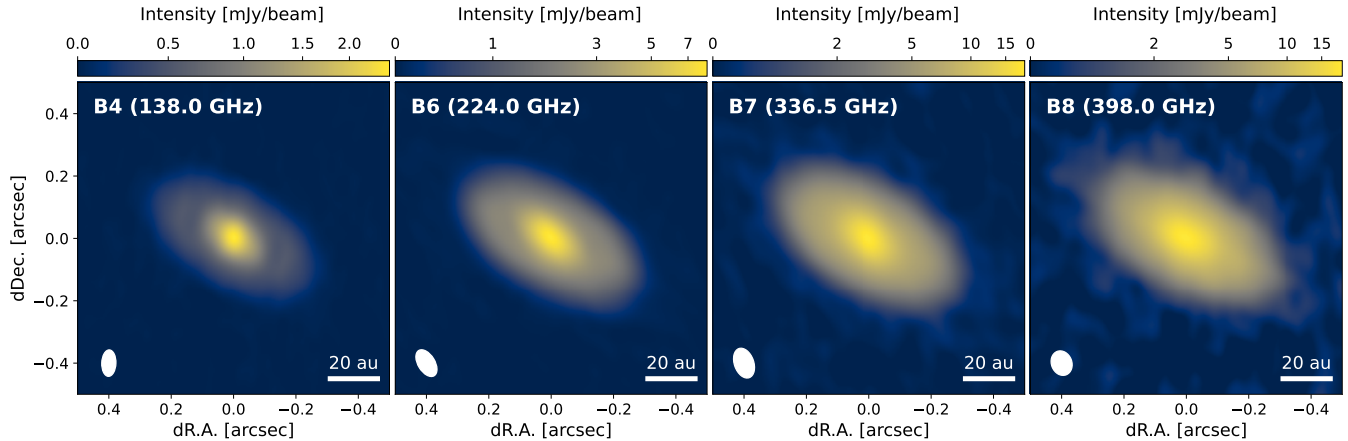 Intensity [mJy/beam] Intensity [mJy/beam] Intensity [mJy/beam] Intensity [mJy/beam]
0.0 0.5 1.0 1.5 2.0 0 1 3 5 7 0 2 5 10 15 0 2 5 10 15
B4 (138.0 GHz) B6 (224.0 GHz) B7 (336.5 GHz) B8 (398.0 GHz)
0.4
0.2
0.0
−0.2
−0.4
dDec. [arcsec]
20 au 20 au 20 au 20 au
0.4 0.2 0.0 −0.2 −0.4 0.4 0.2 0.0 −0.2 −0.4 0.4 0.2 0.0 −0.2 −0.4 0.4 0.2 0.0 −0.2 −0.4
dR.A. [arcsec] dR.A. [arcsec] dR.A. [arcsec] dR.A. [arcsec]